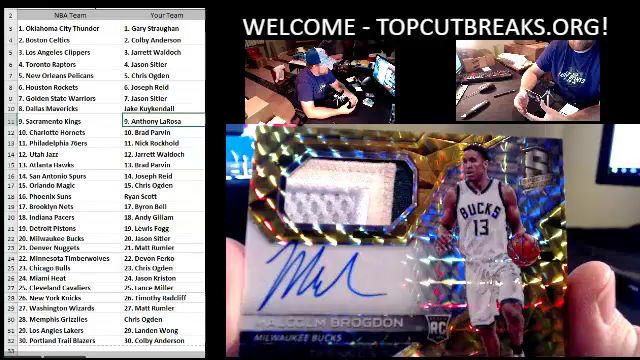 WELCOME - TOPCUTBREAKS.ORG!
NBA Team Your Team
1. Oklahoma City Thunder 1. Gary Straughan
2. Boston Celtics 2. Colby Anderson
3. Los Angeles Clippers 3. Jarrett Waldoch
4. Toronto Raptors 4. Jason Sitler
5. New Orleans Pelicans 5. Chris Ogden
6. Houston Rockets 6. Joseph Reid
7. Golden State Warriors 7. Jason Sitler
8. Dallas Mavericks Jake Kuykendall
9. Sacramento Kings 9. Anthony LaRosa
10. Charlotte Hornets 10. Brad Parvin
11. Philadelphia 76ers 11. Nick Rockhold
12. Utah Jazz 12. Jarrett Waldoch
13. Atlanta Hawks 13. Brad Parvin
14. San Antonio Spurs 14. Joseph Reid
15. Orlando Magic 15. Chris Ogden
16. Phoenix Suns Ryan Scott
17. Brooklyn Nets 17. Byron Bell
18. Indiana Pacers 18. Andy Gillam
19. Detroit Pistons 19. Lewis Fogg
20. Milwaukee Bucks 20. Jason Sitler
21. Denver Nuggets 21. Matt Rumler
22. Minnesota Timberwolves 22. Devon Ferko
23. Chicago Bulls 23. Chris Ogden
24. Miami Heat 24. Jason Kriston
25. Cleveland Cavaliers 25. Lance Miller
26. New York Knicks 26. Timothy Radcliff
27. Washington Wizards 27. Matt Rumler
28. Memphis Grizzlies Chris Ogden
29. Los Angles Lakers 29. Landen Wong
30. Portland Trail Blazers 30. Colby Anderson
BUCKS
13
MALCOLM BROGDON
RC
MILWAUKEE BUCKS